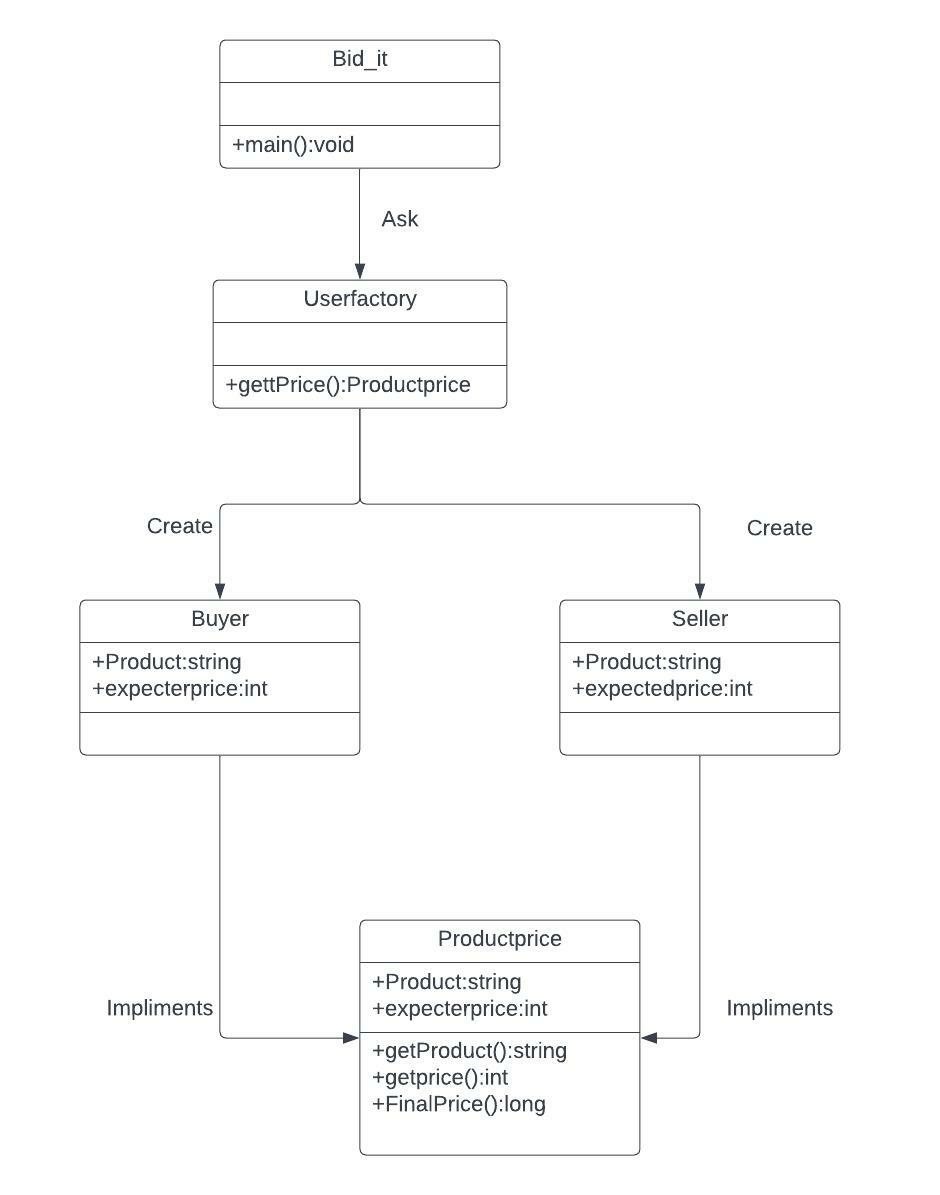 Bid_it
+main():void
Ask
Userfactory
+gettPrice():Productprice
Create
Create
Buyer
+Product:string
+expecterprice:int
Seller
+Product:string
+expectedprice:int
Productprice
+Product:string
+expecterprice:int
Impliments
Impliments
+getProduct():string
+getprice():int
+FinalPrice():long